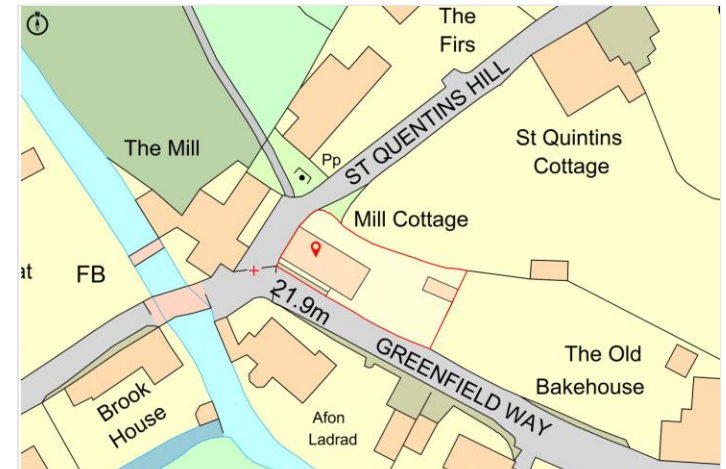 N
The
Firs
ST QUENTINS HILL
The Mill
Pp
St Quintins
Cottage
Mill Cottage
at
FB
21.9m
GREENFIELD WAY
The Old
Bakehouse
Brook
House
Afon
Ladrad